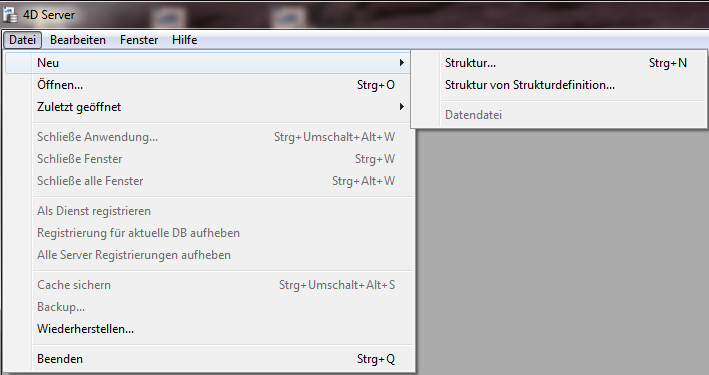 4D Server
Datei Bearbeiten Fenster Hilfe
Neu
Struktur... Strg+N
Öffnen... Strg+O
Struktur von Strukturdefinition...
Zuletzt geöffnet
Datendatei
Schließe Anwendung... Strg+Umschalt+Alt+W
Schließe Fenster Strg+W
Schließe alle Fenster Strg+Alt+W
Als Dienst registrieren
Registrierung für aktuelle DB aufheben
Alle Server Registrierungen aufheben
Cache sichern Strg+Umschalt+Alt+S
Backup...
Wiederherstellen...
Beenden Strg+Q